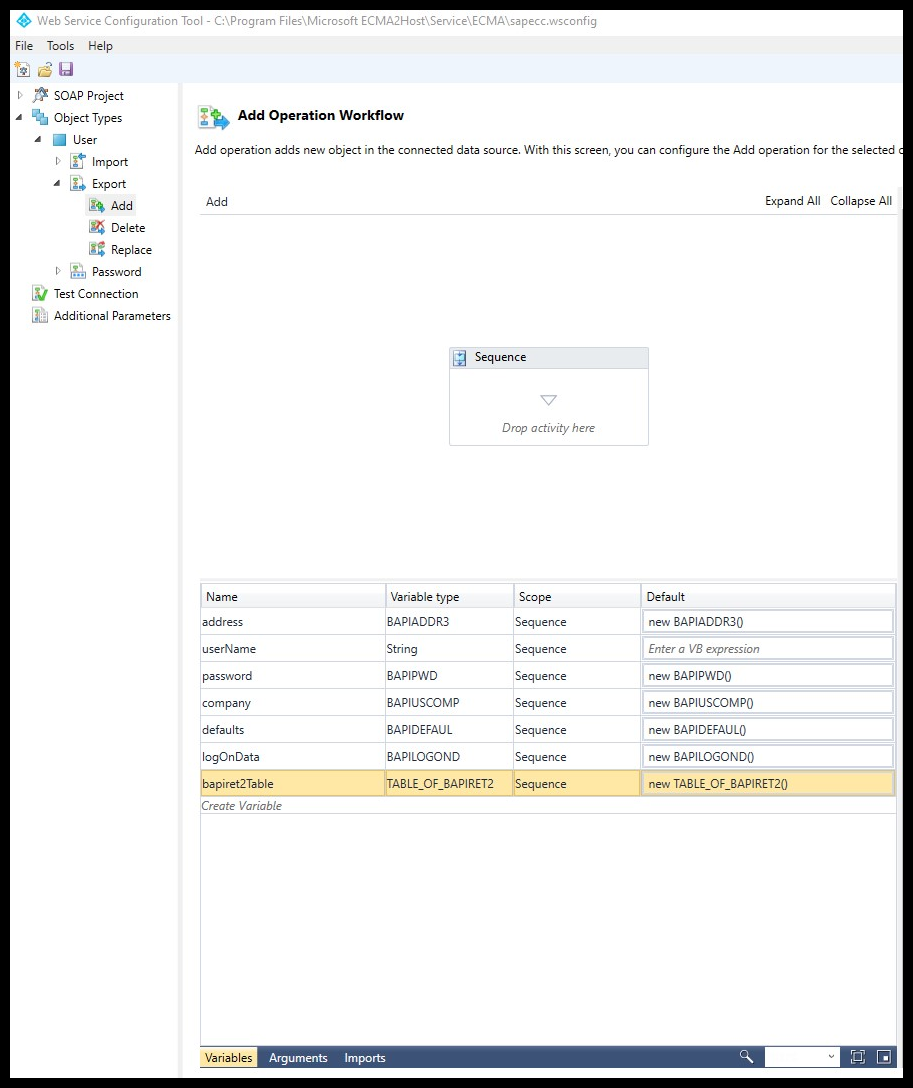 Web Service Configuration Tool - C:\Program Files\Microsoft ECMA2Host\Service\ECMA\sapecc.wsconfig
File Tools Help
SOAP Project
Object Types
User
Import
Export
Add
Delete
Replace
Password
Test Connection
Additional Parameters
Add Operation Workflow
Add operation adds new object in the connected data source. With this screen, you can configure the Add operation for the selected
Add Expand All Collapse All
Sequence
Drop activity here
Name Variable type Scope Default
address BAPIADDR3 Sequence new BAPIADDR3()
userName String Sequence Enter a VB expression
password BAPIPWD Sequence new BAPIPWD()
company BAPIUSCOMP Sequence new BAPIUSCOMP()
defaults BAPIDEFAUL Sequence new BAPIDEFAUL()
logOnData BAPILOGOND Sequence new BAPILOGOND()
bapiret2Table TABLE_OF_BAPIRET2 Sequence new TABLE_OF_BAPIRET2()
Create Variable
Variables Arguments Imports